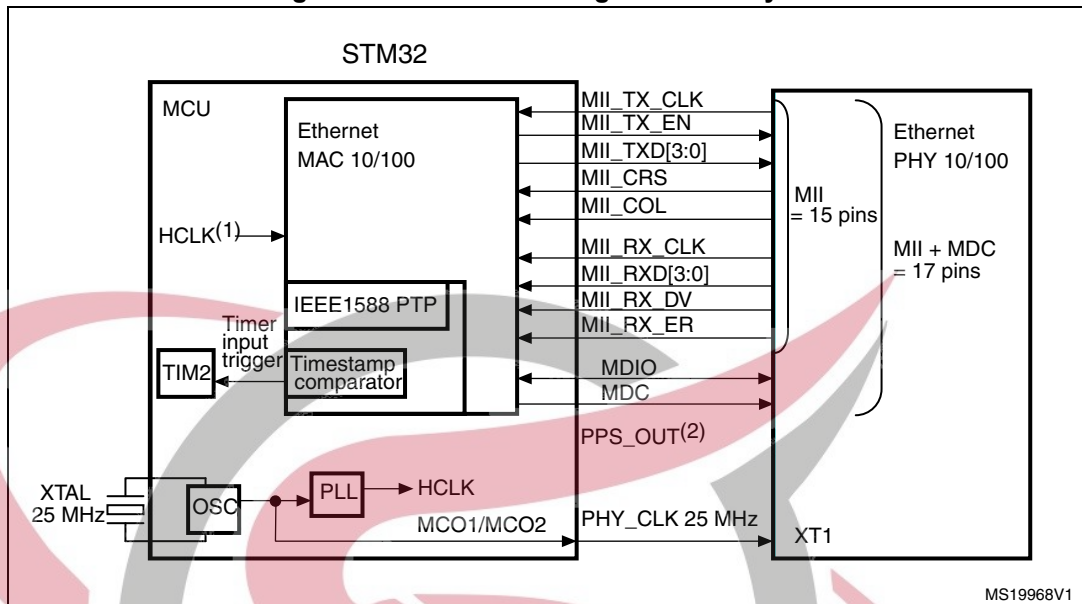 STM32
MCU
Ethernet
MAC 10/100
HCLK(1)
IEEE1588 PTP
Timer
input
trigger
TIM2
Timestamp
comparator
XTAL
25 MHz
OSC
PLL
HCLK
MCO1/MCO2
MII_TX_CLK
MII_TX_EN
MII_TXD[3:0]
MII_CRS
MII_COL
MII_RX_CLK
MII_RXD[3:0]
MII_RX_DV
MII_RX_ER
MDIO
MDC
PPS_OUT(2)
PHY_CLK 25 MHz
MII
= 15 pins
Ethernet
PHY 10/100
MII + MDC
= 17 pins
XT1
MS19968V1